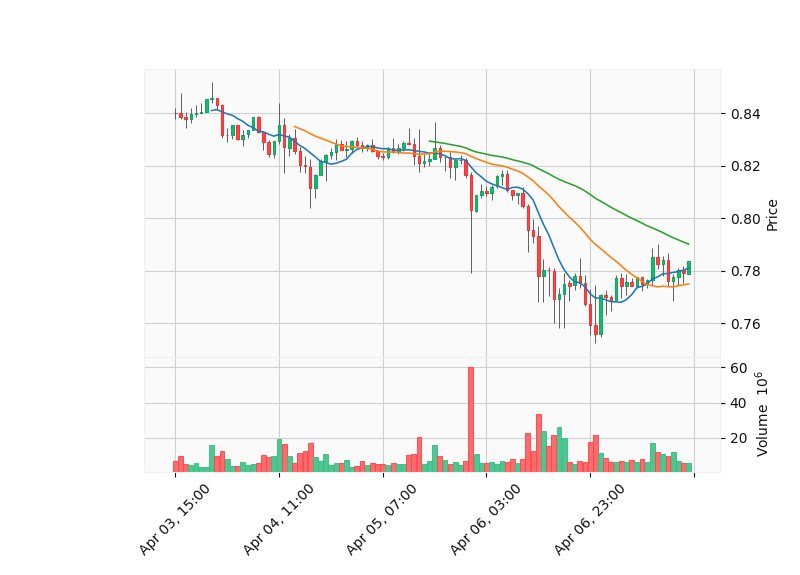 0.84
0.82
0.80
0.78
0.76
Price
60
40
20
Volume 10^6
Apr 03, 15:00
Apr 04, 11:00
Apr 05, 07:00
Apr 06, 03:00
Apr 06, 23:00